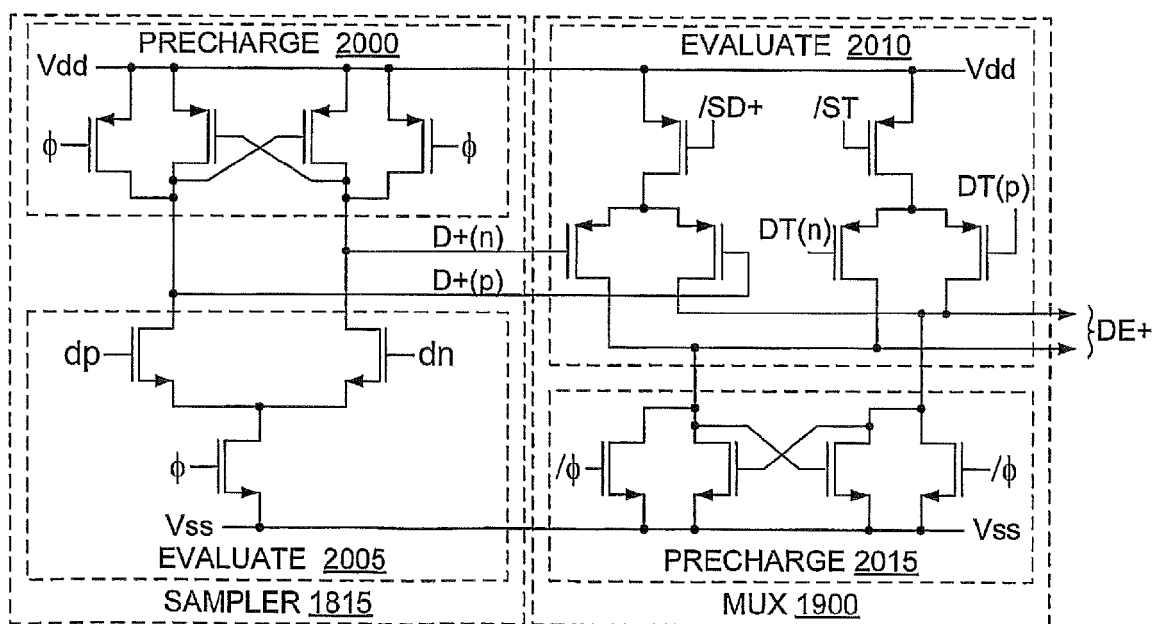 PRECHARGE 2000
Vdd
ϕ
ϕ
D+(n)
D+(p)
dp
dn
ϕ
Vss
EVALUATE 2005
SAMPLER 1815
EVALUATE 2010
Vdd
/SD+
/ST
DT(p)
DT(n)
DE+
/ϕ
/ϕ
Vss
PRECHARGE 2015
MUX 1900